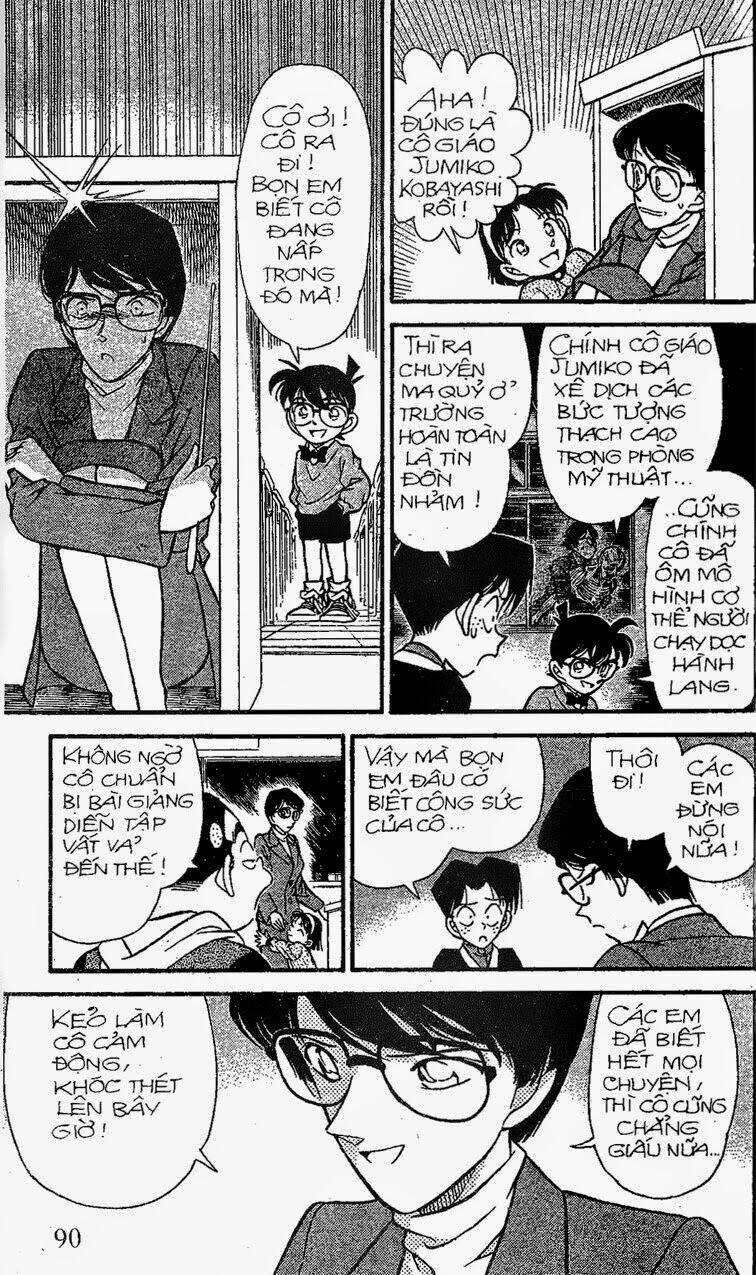 CÔ ƠI!
CÔ RA
ĐI!
BỌN EM
BIẾT CÔ
ĐANG
NẤP
TRONG
ĐÓ MÀ!
AHA!
ĐÚNG LÀ
CÔ GIÁO
JUMIKO
KOBAYASHI
RỒI!
THÌ RA
CHUYỆN
MA QUỶ Ở
TRƯỜNG
HOÀN TOÀN
LÀ TIN
ĐỒN
NHẢM!
CHÍNH CÔ GIÁO
JUMIKO ĐÃ
XÊ DỊCH CÁC
BỨC TƯỢNG
THẠCH CAO
TRONG PHÒNG
MỸ THUẬT...
..CŨNG
CHÍNH
CÔ ĐÃ
ÔM MÔ
HÌNH CƠ
THỂ NGƯỜI
CHẠY DỌC
HÀNH
LANG.
KHÔNG NGỜ
CÔ CHUẨN
BỊ BÀI GIẢNG
DIỄN TẬP
VẤT VẢ
ĐẾN THẾ!
VẬY MÀ BỌN
EM ĐÂU CÓ
BIẾT CÔNG SỨC
CỦA CÔ...
THÔI
ĐI!
CÁC
EM
ĐỪNG
NÓI
NỮA!
KẺO LÀM
CÔ CẢM
ĐỘNG,
KHÓC THÉT
LÊN BÂY
GIỜ!
CÁC EM
ĐÃ BIẾT
HẾT MỌI
CHUYỆN,
THÌ CÔ CŨNG
CHẲNG
GIẤU NỮA...
90